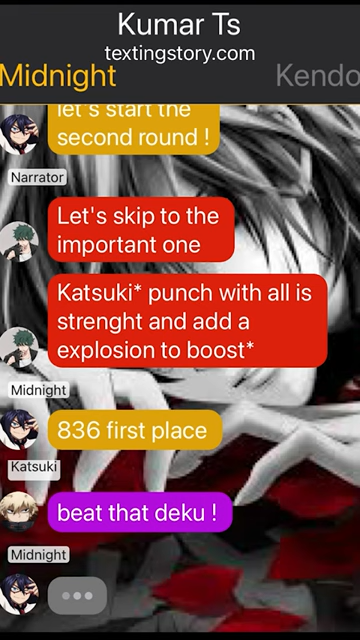 Kumar Ts
textingstory.com
Midnight
Kendo
let's start the
second round !
Narrator
Let's skip to the
important one
Katsuki* punch with all is
strenght and add a
explosion to boost*
Midnight
836 first place
Katsuki
beat that deku !
Midnight